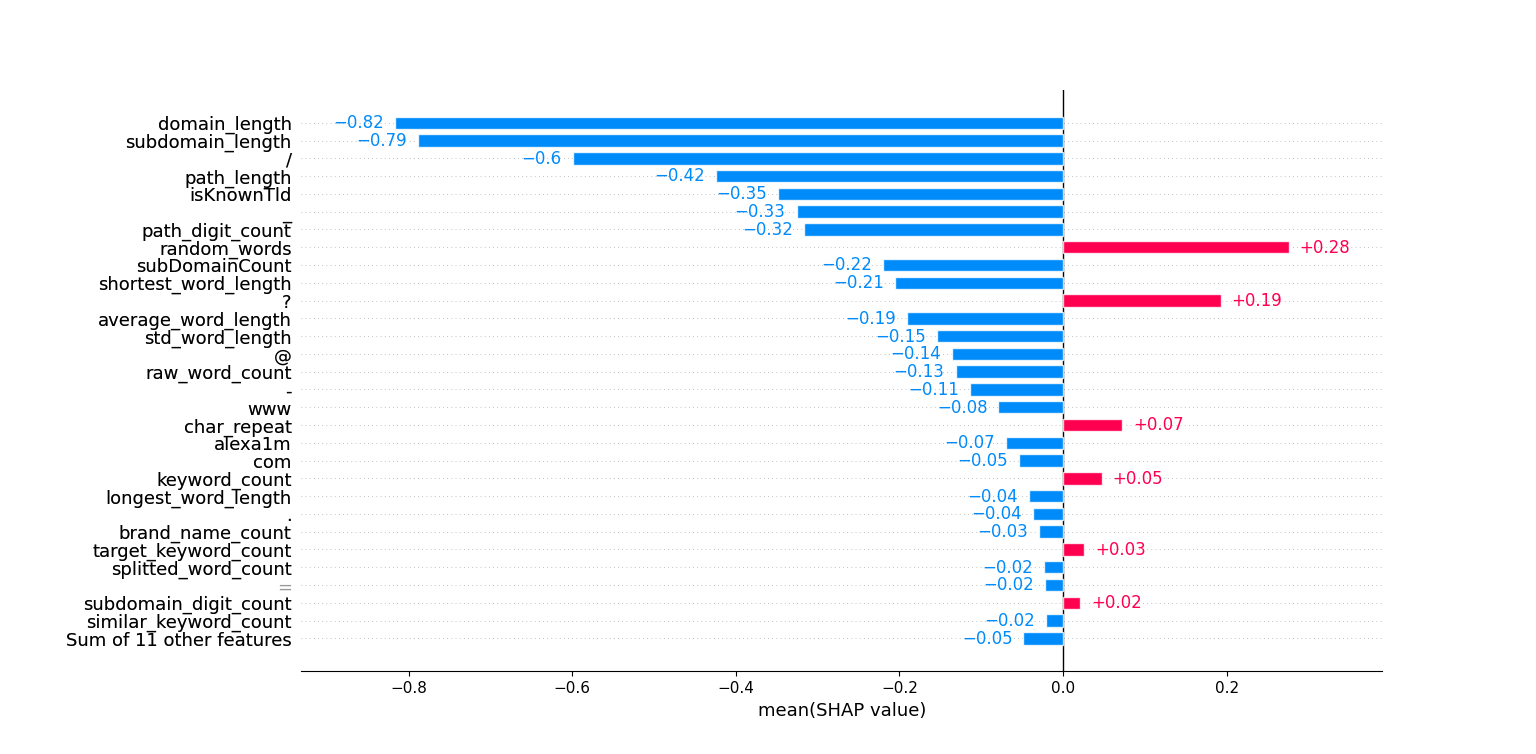 domain_length −0.82
subdomain_length −0.79
/ −0.6
path_length −0.42
isKnownTld −0.35
_ −0.33
path_digit_count −0.32
random_words +0.28
subDomainCount −0.22
shortest_word_length −0.21
? +0.19
average_word_length −0.19
std_word_length −0.15
@ −0.14
raw_word_count −0.13
- −0.11
www −0.08
char_repeat +0.07
alexa1m −0.07
com −0.05
keyword_count +0.05
longest_word_length −0.04
. −0.04
brand_name_count −0.03
target_keyword_count +0.03
splitted_word_count −0.02
= −0.02
subdomain_digit_count +0.02
similar_keyword_count −0.02
Sum of 11 other features −0.05
−0.8 −0.6 −0.4 −0.2 0.0 0.2
mean(SHAP value)